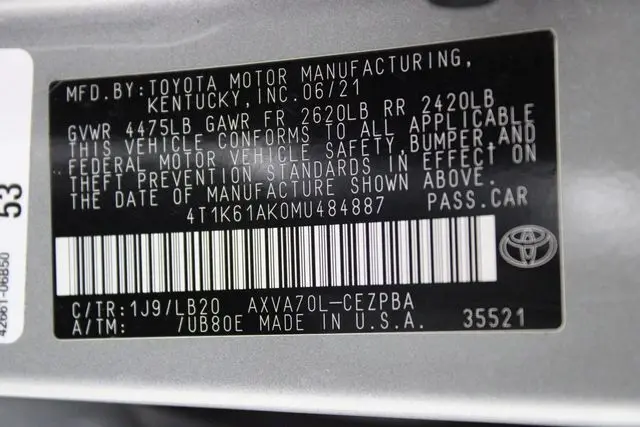 MFD.BY:TOYOTA MOTOR MANUFACTURING,
KENTUCKY,INC.06/21
GVWR 4475LB GAWR FR 2620LB RR 2420LB
THIS VEHICLE CONFORMS TO ALL APPLICABLE
FEDERAL MOTOR VEHICLE SAFETY,BUMPER,AND
THEFT PREVENTION STANDARDS IN EFFECT ON
THE DATE OF MANUFACTURE SHOWN ABOVE.
4T1K61AK0MU484887 PASS.CAR
C/TR:1J9/LB20 AXVA70L-CEZPBA
A/TM: /UB80E MADE IN U.S.A. 35521
53
42661-06B50